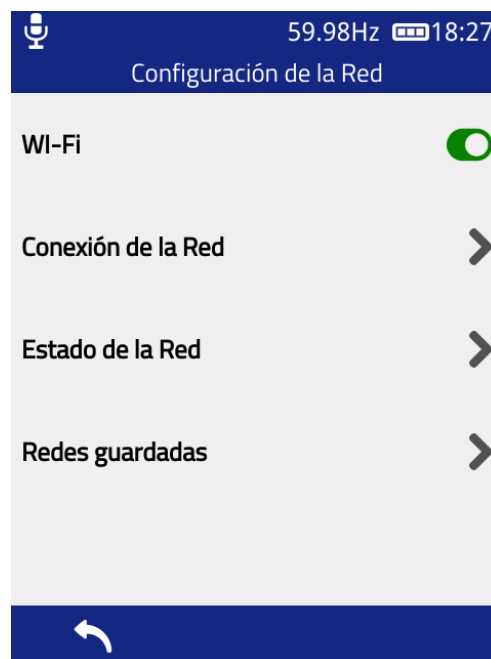 59.98Hz 18:27
Configuración de la Red
WI-Fi
Conexión de la Red
Estado de la Red
Redes guardadas